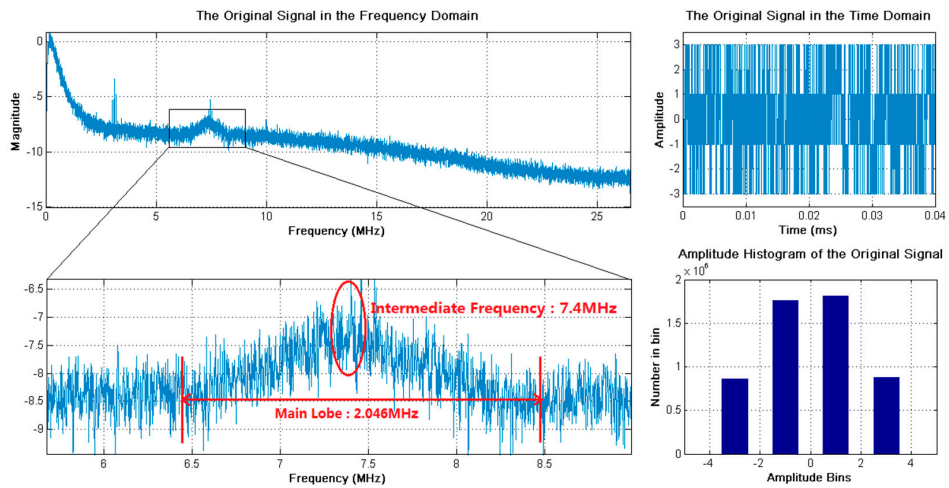 The Original Signal in the Frequency Domain
0
-5
-10
-15
Magnitude
0 5 10 15 20 25
Frequency (MHz)
The Original Signal in the Time Domain
3
2
1
0
-1
-2
-3
Amplitude
0 0.01 0.02 0.03 0.04
Time (ms)
-6.5
-7
-7.5
-8
-8.5
-9
Magnitude
Intermediate Frequency : 7.4MHz
Main Lobe : 2.046MHz
6 6.5 7 7.5 8 8.5
Frequency (MHz)
Amplitude Histogram of the Original Signal
2 × 10^6
1.5
1
0.5
0
Number in bin
-4 -2 0 2 4
Amplitude Bins